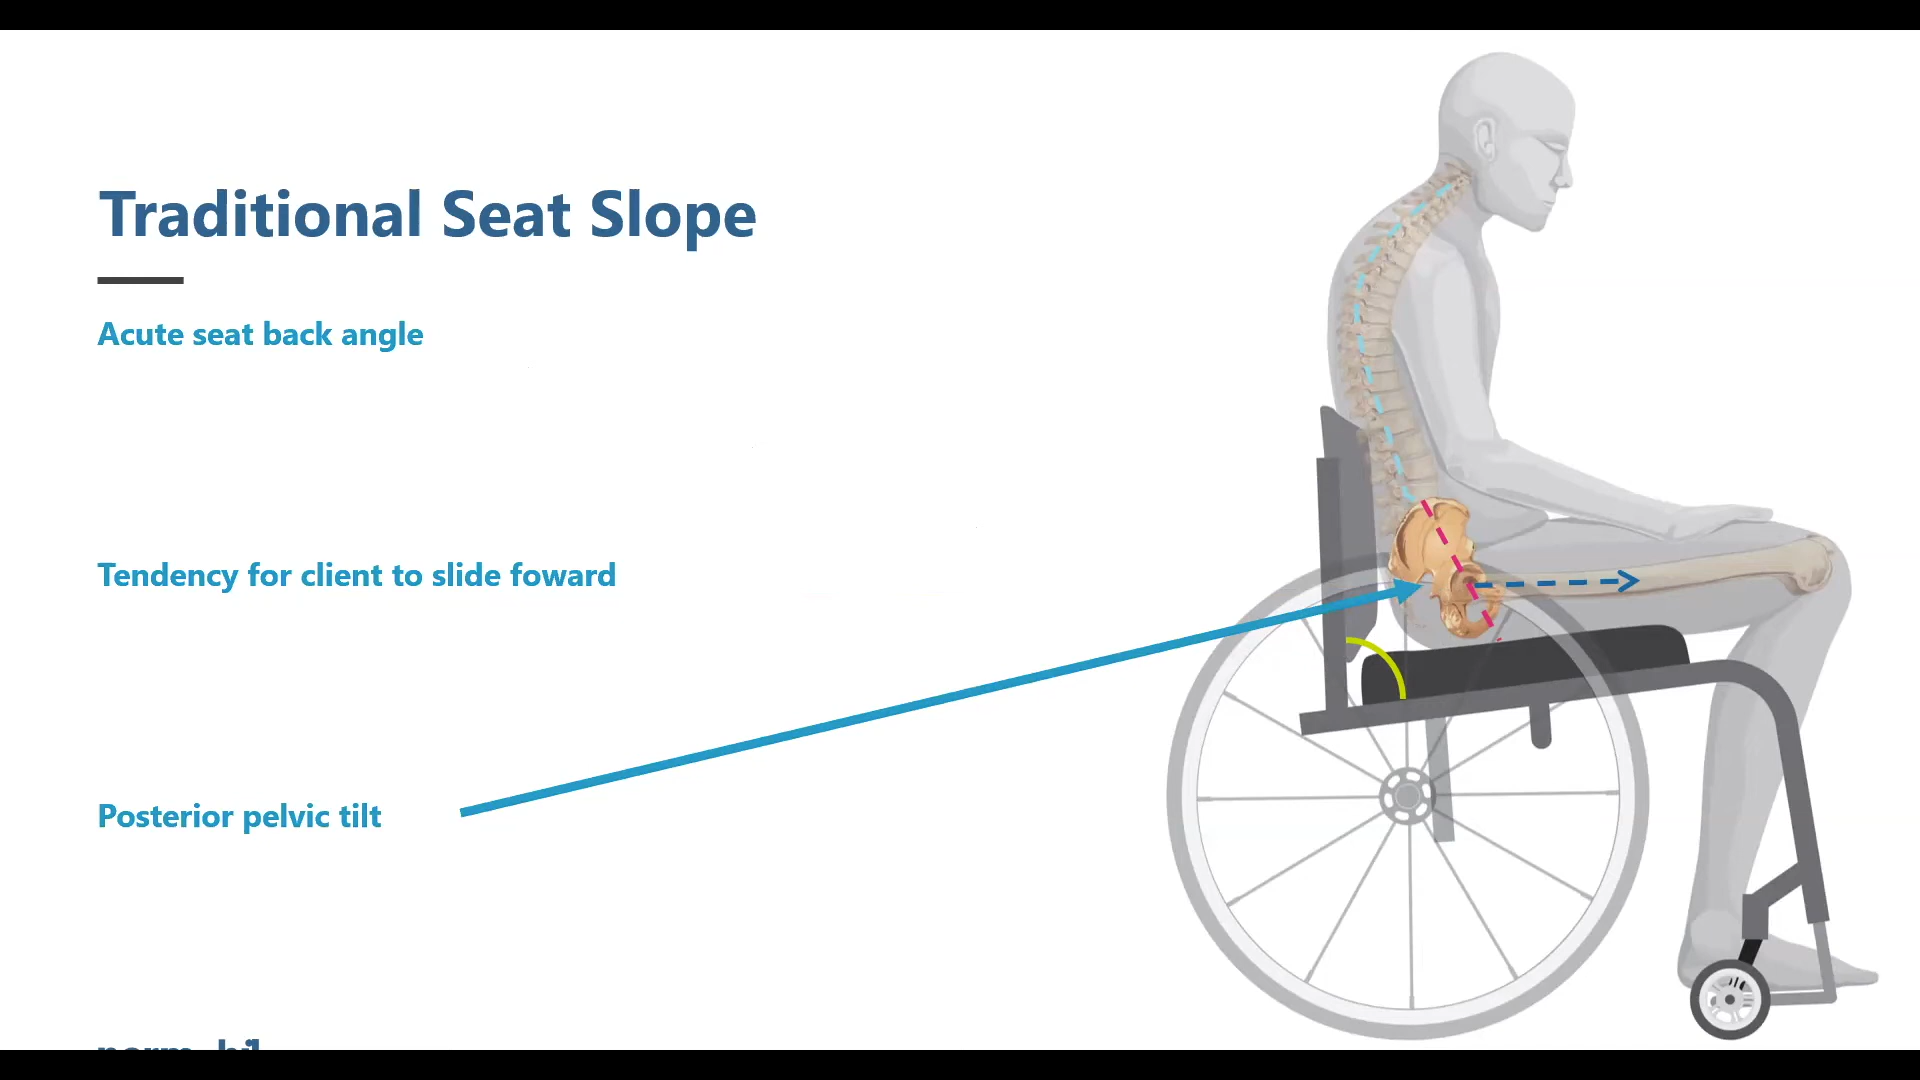 Traditional Seat Slope
Acute seat back angle
Tendency for client to slide foward
Posterior pelvic tilt